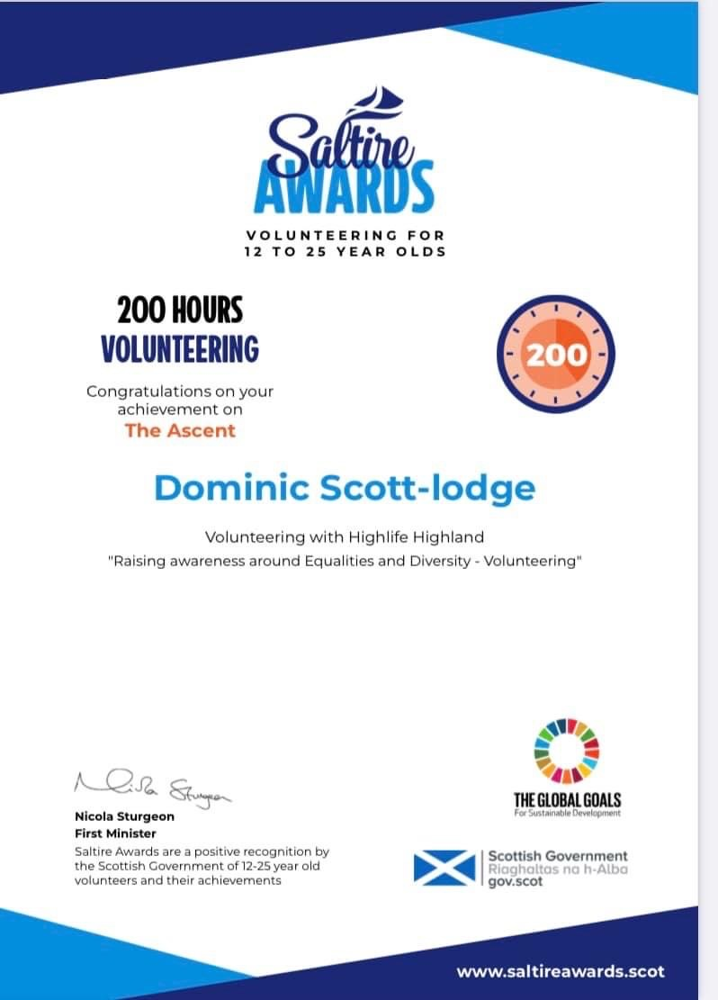 Saltire
AWARDS
VOLUNTEERING FOR
12 TO 25 YEAR OLDS
200 HOURS
VOLUNTEERING
200
Congratulations on your
achievement on
The Ascent
Dominic Scott-lodge
Volunteering with Highlife Highland
"Raising awareness around Equalities and Diversity - Volunteering"
Nicola Sturgeon
Nicola Sturgeon
First Minister
Saltire Awards are a positive recognition by
the Scottish Government of 12-25 year old
volunteers and their achievements
THE GLOBAL GOALS
For Sustainable Development
Scottish Government
Riaghaltas na h-Alba
gov.scot
www.saltireawards.scot